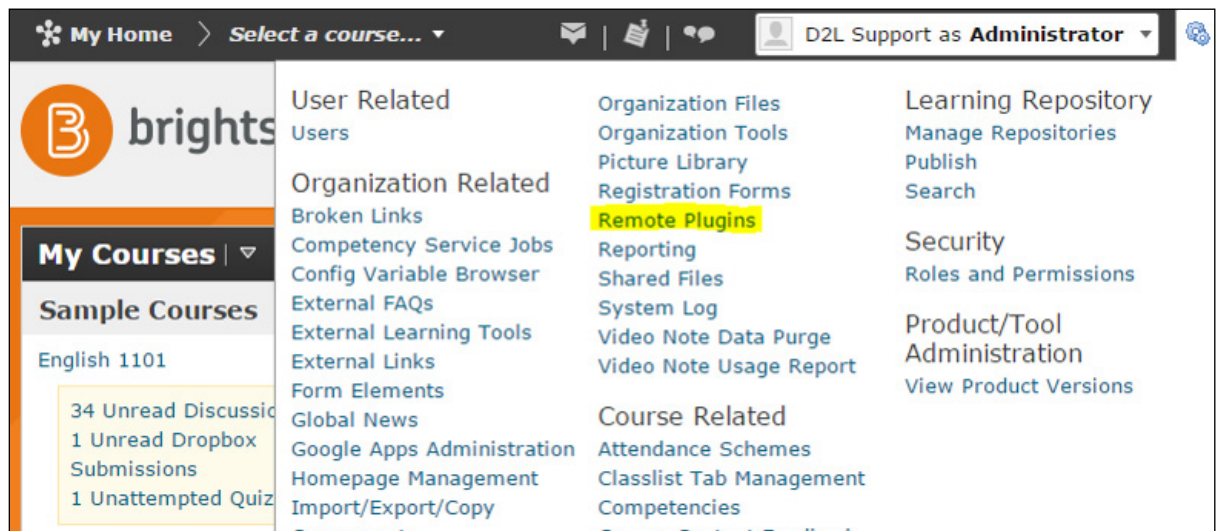 My Home > Select a course... ▾ | | D2L Support as Administrator ▾
B brights
My Courses | ▽
Sample Courses
English 1101
34 Unread Discussio
1 Unread Dropbox
Submissions
1 Unattempted Quiz
User Related
Users
Organization Related
Broken Links
Competency Service Jobs
Config Variable Browser
External FAQs
External Learning Tools
External Links
Form Elements
Global News
Google Apps Administration
Homepage Management
Import/Export/Copy
Organization Files
Organization Tools
Picture Library
Registration Forms
Remote Plugins
Reporting
Shared Files
System Log
Video Note Data Purge
Video Note Usage Report
Course Related
Attendance Schemes
Classlist Tab Management
Competencies
Learning Repository
Manage Repositories
Publish
Search
Security
Roles and Permissions
Product/Tool
Administration
View Product Versions